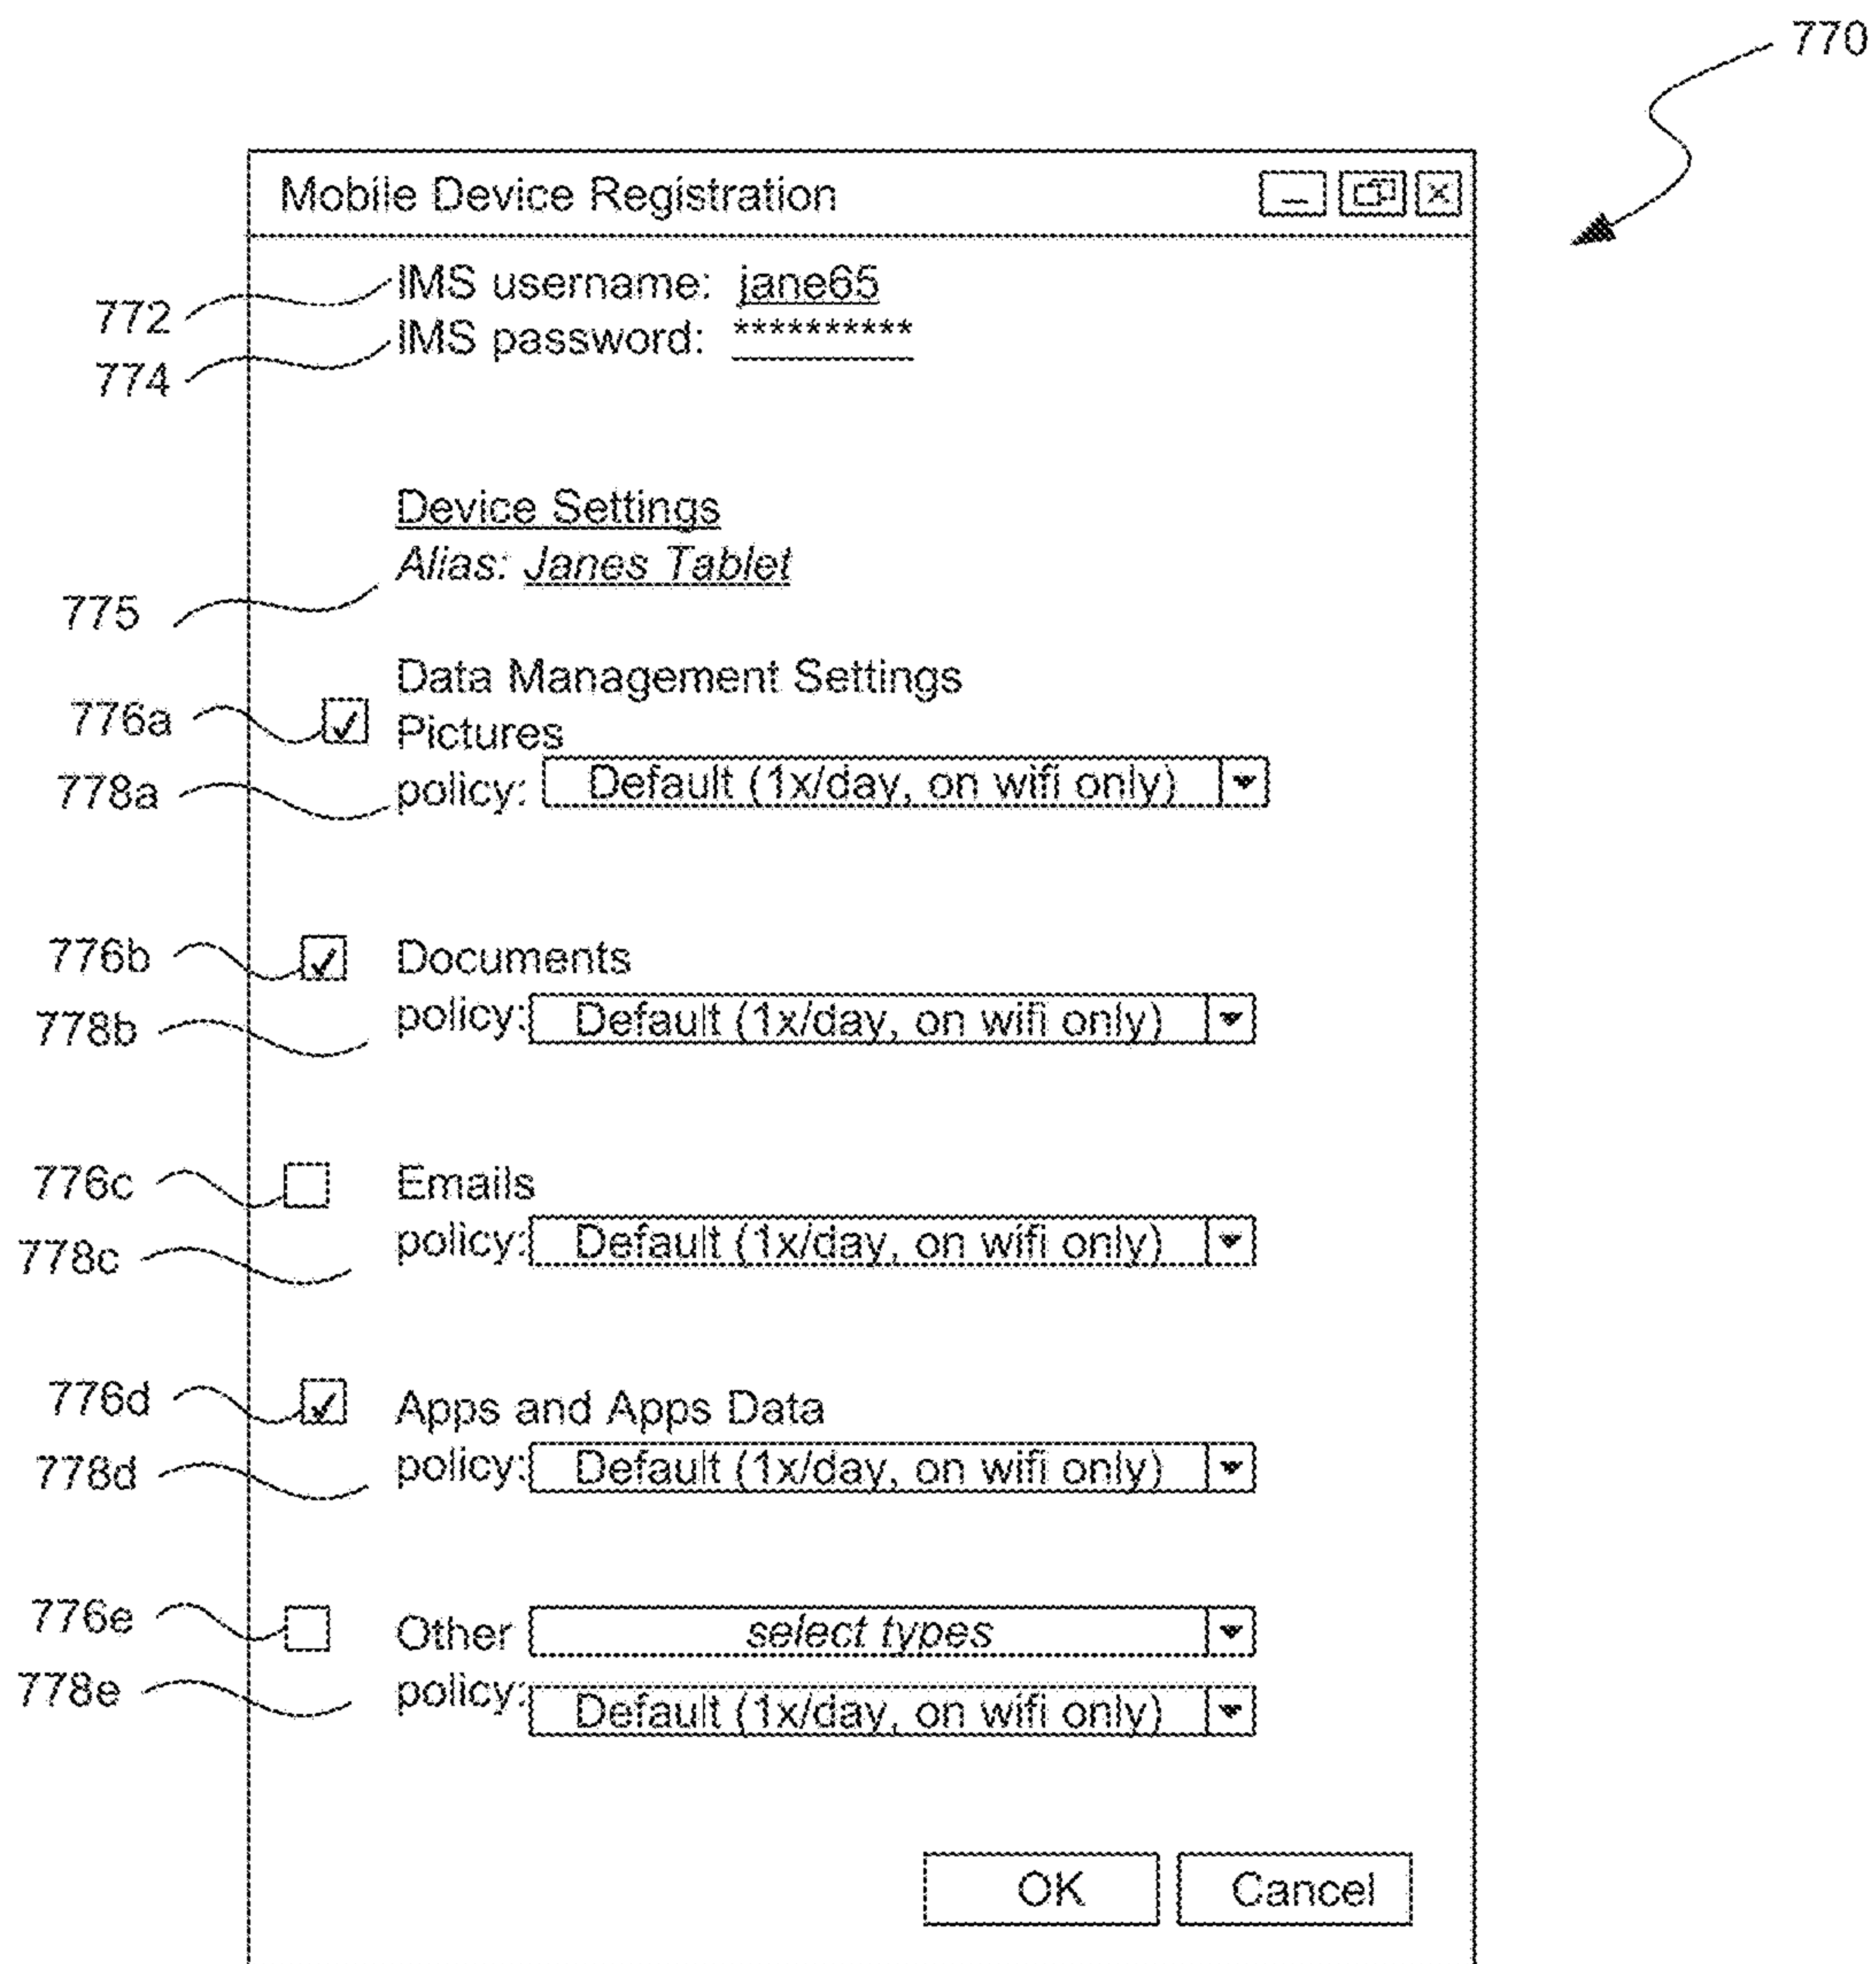 770
Mobile Device Registration
772 IMS username: jane65
774 IMS password: **********
Device Settings
775 Alias: Janes Tablet
Data Management Settings
776a Pictures
778a policy: Default (1x/day, on wifi only)
776b Documents
778b policy: Default (1x/day, on wifi only)
776c Emails
778c policy: Default (1x/day, on wifi only)
776d Apps and Apps Data
778d policy: Default (1x/day, on wifi only)
776e Other select types
778e policy: Default (1x/day, on wifi only)
OK Cancel